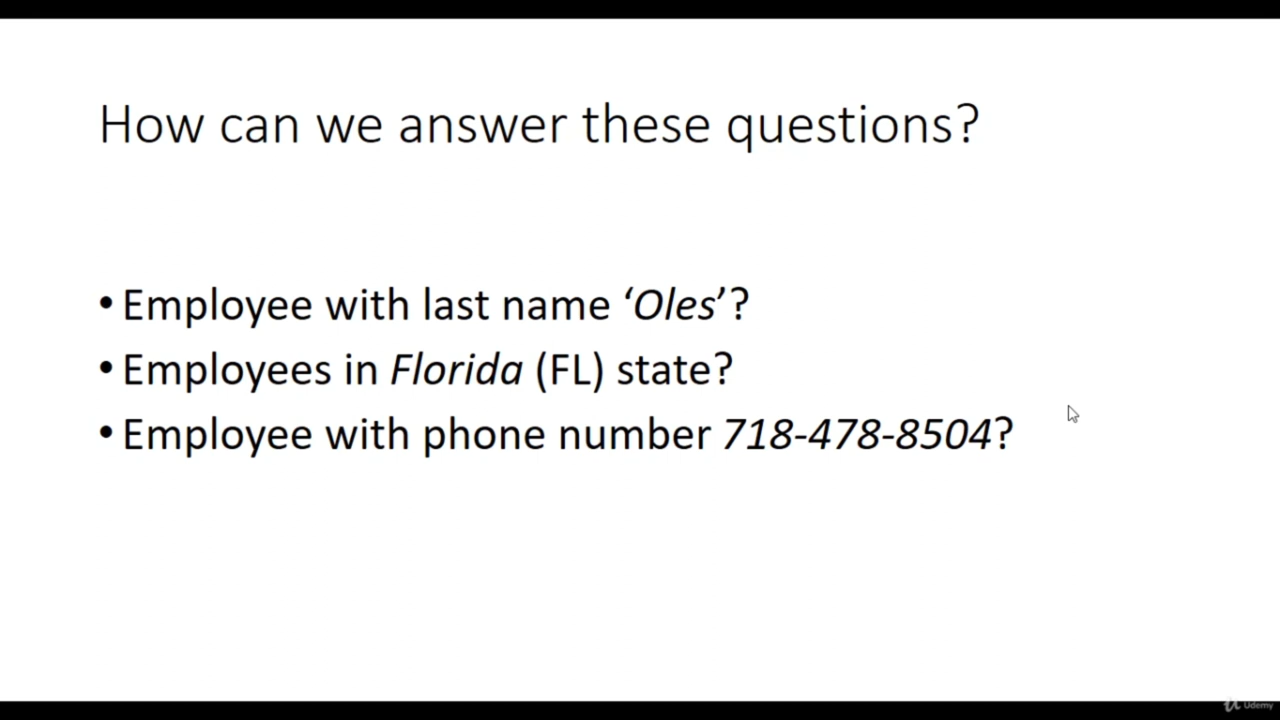 How can we answer these questions?
• Employee with last name ‘Oles’?
• Employees in Florida (FL) state?
• Employee with phone number 718-478-8504?
Udemy